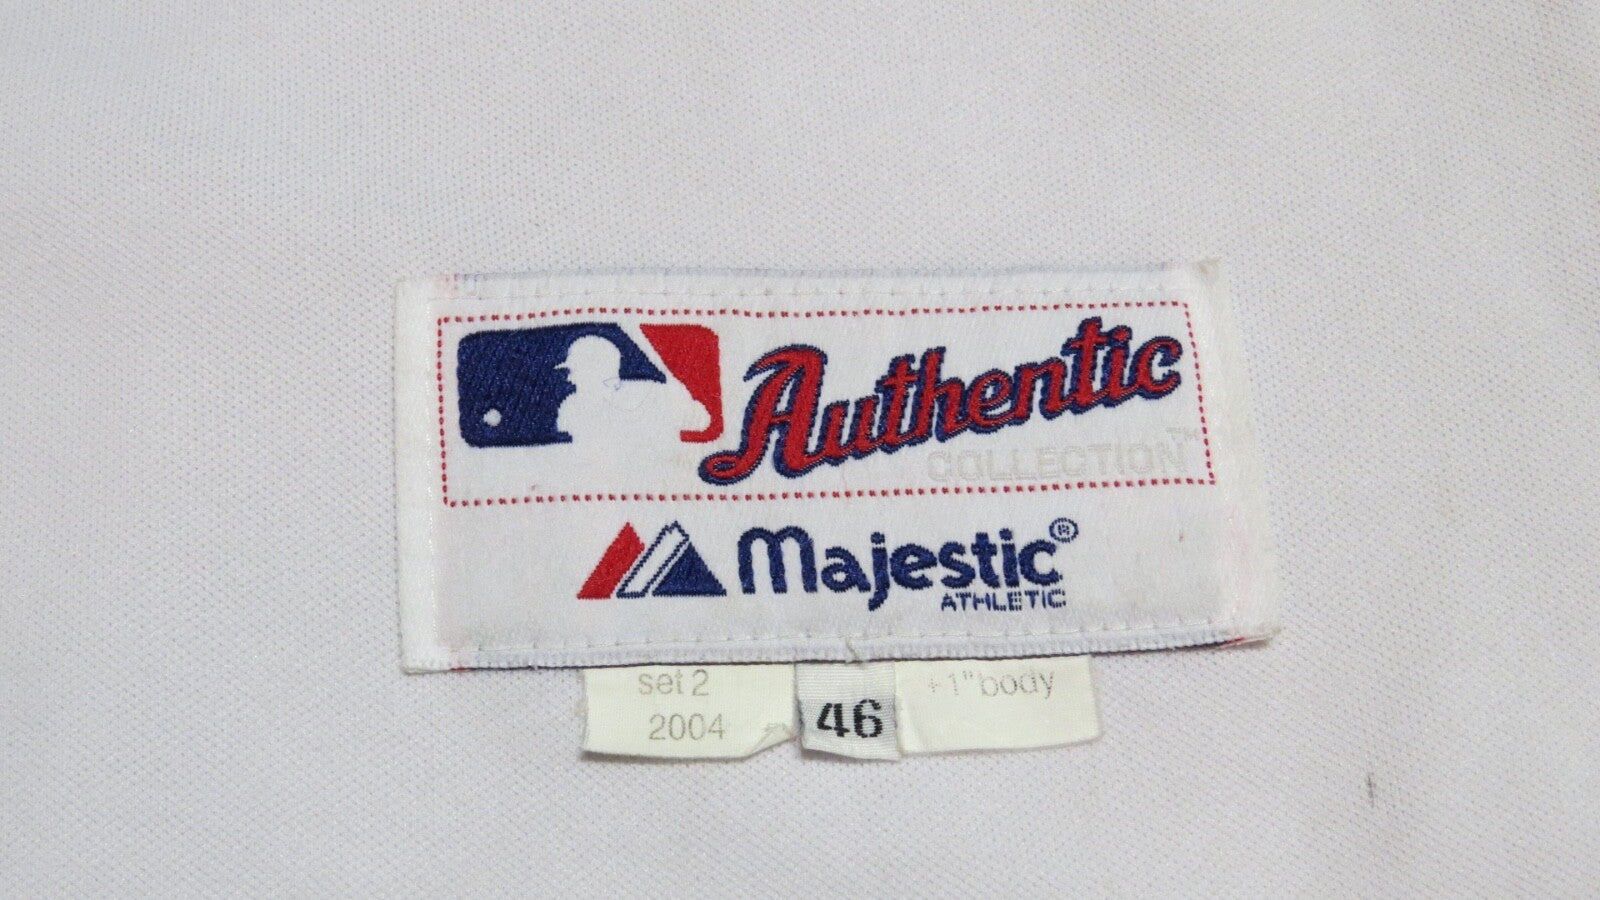 Authentic
COLLECTION™
Majestic®
ATHLETIC
set 2
2004
46
+1" body